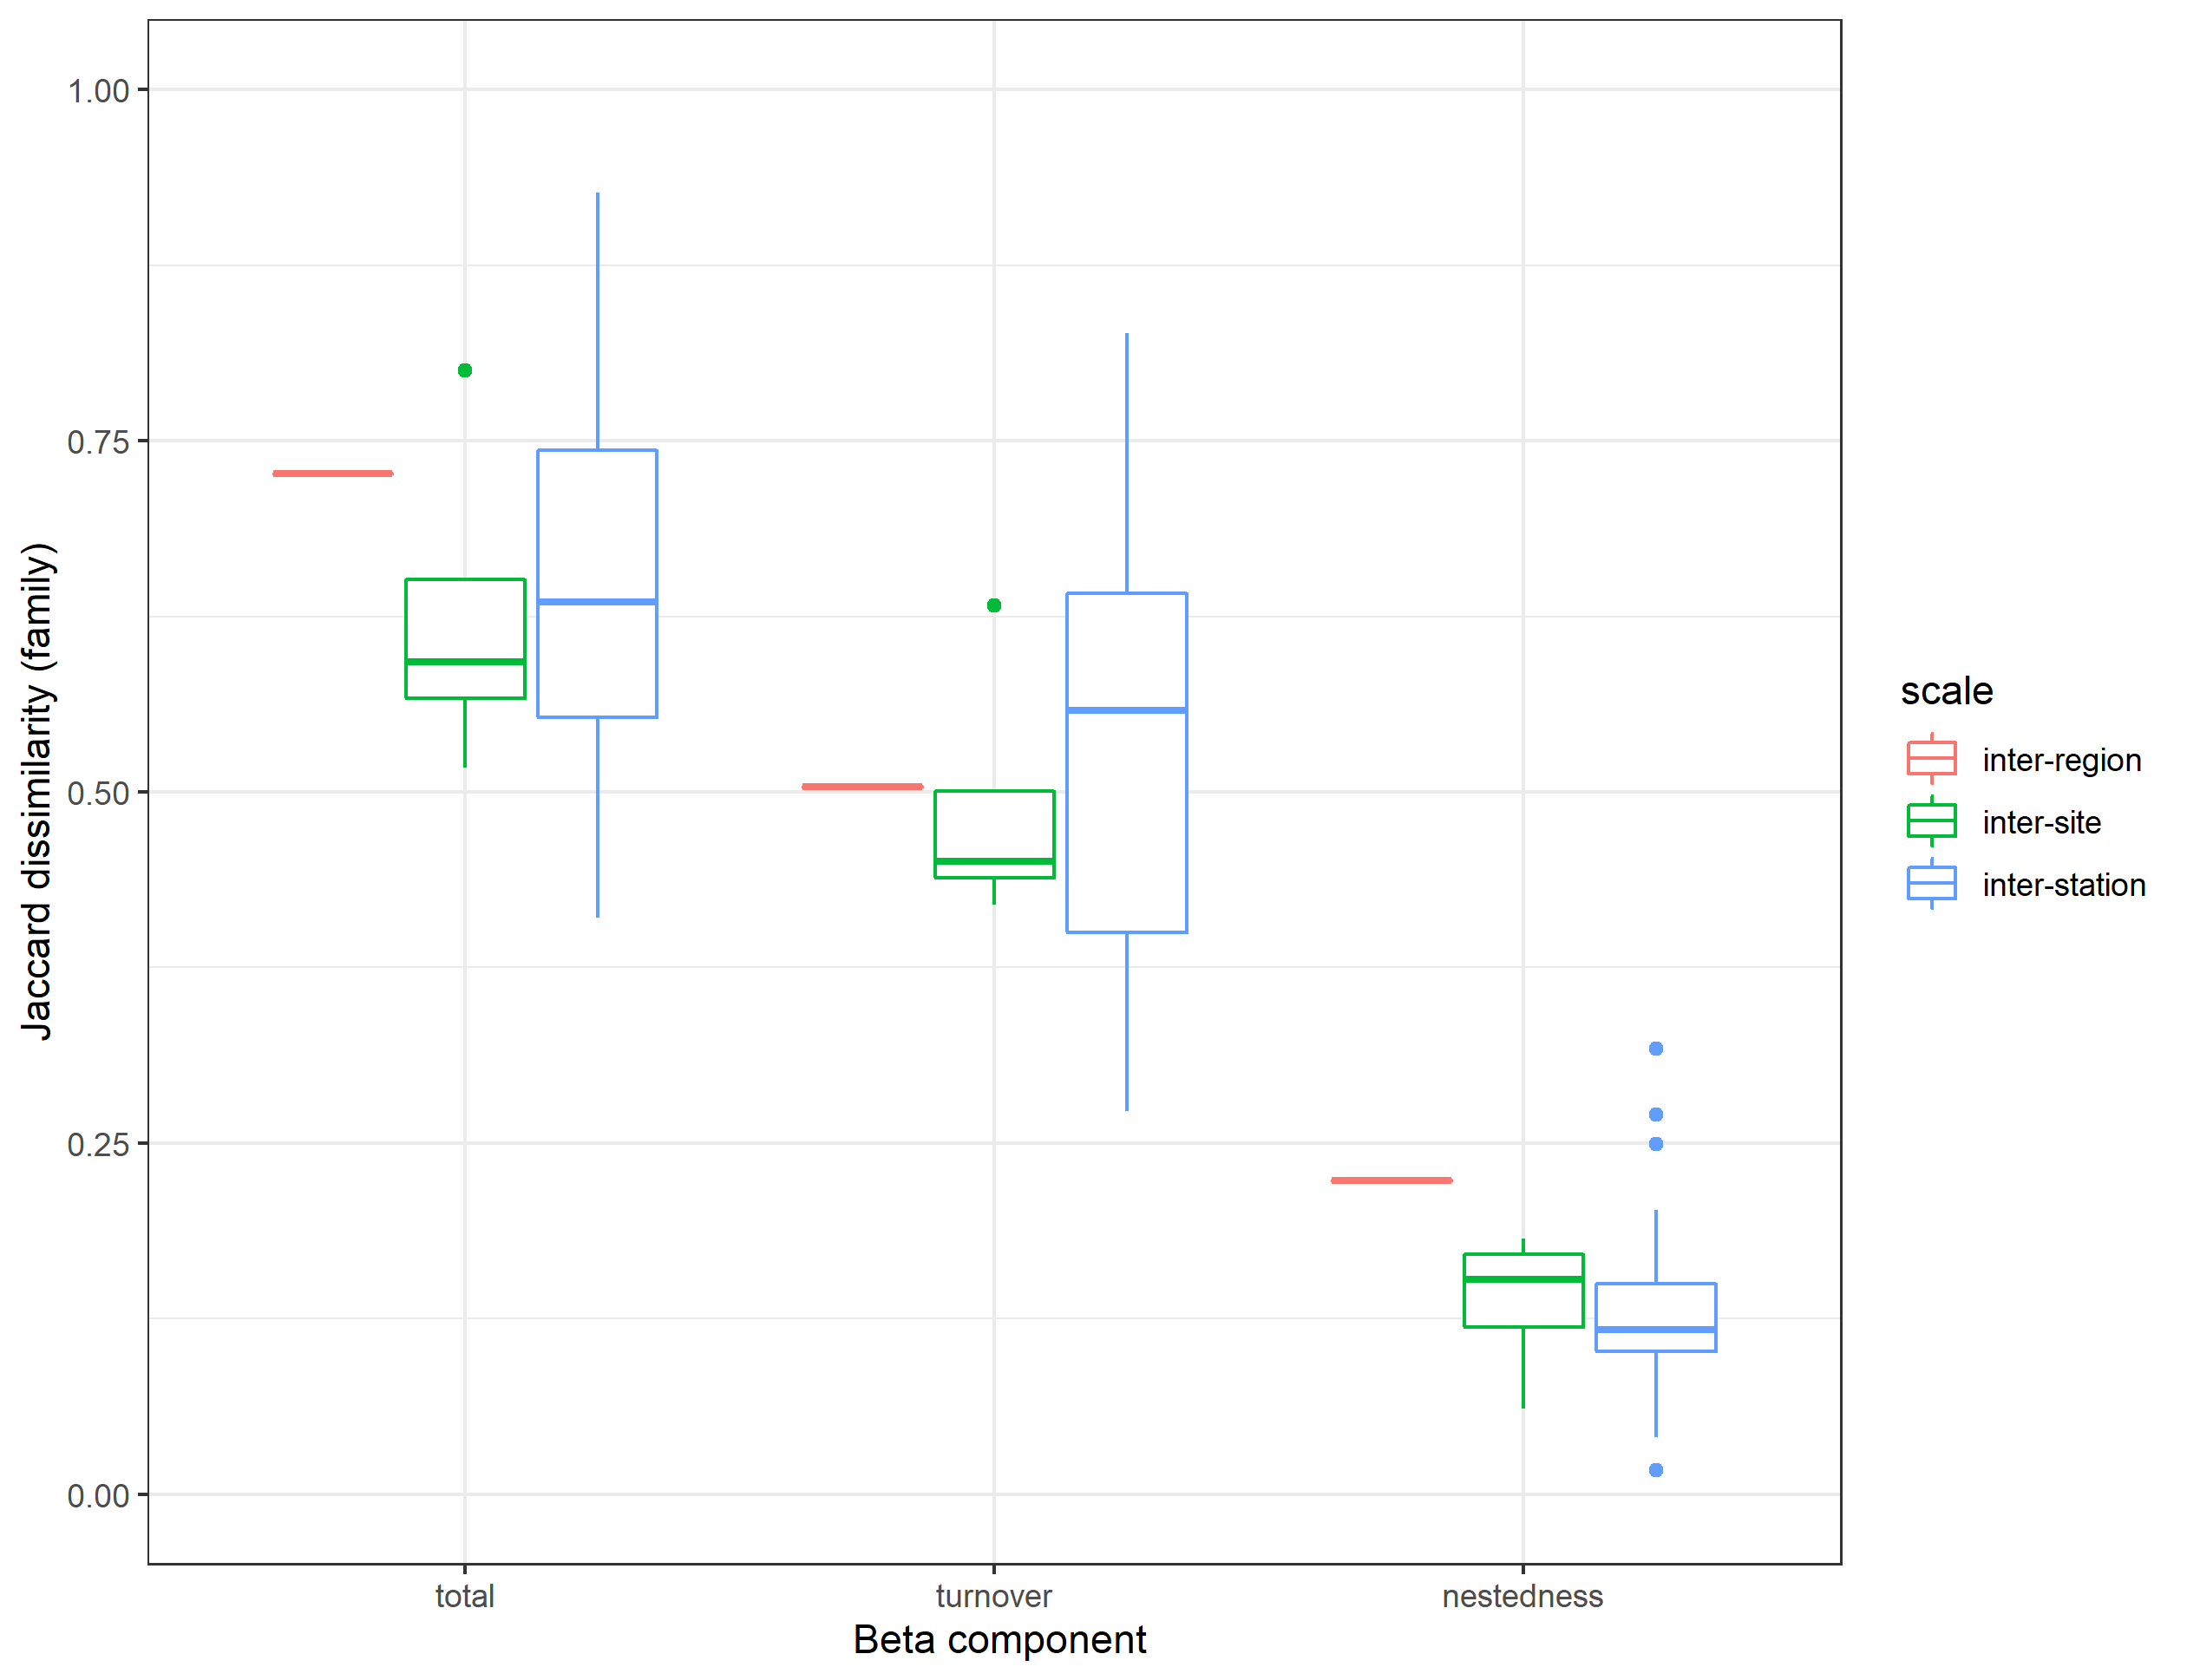 Jaccard dissimilarity (family)
1.00
0.75
0.50
0.25
0.00
total
turnover
nestedness
Beta component
scale
inter-region
inter-site
inter-station